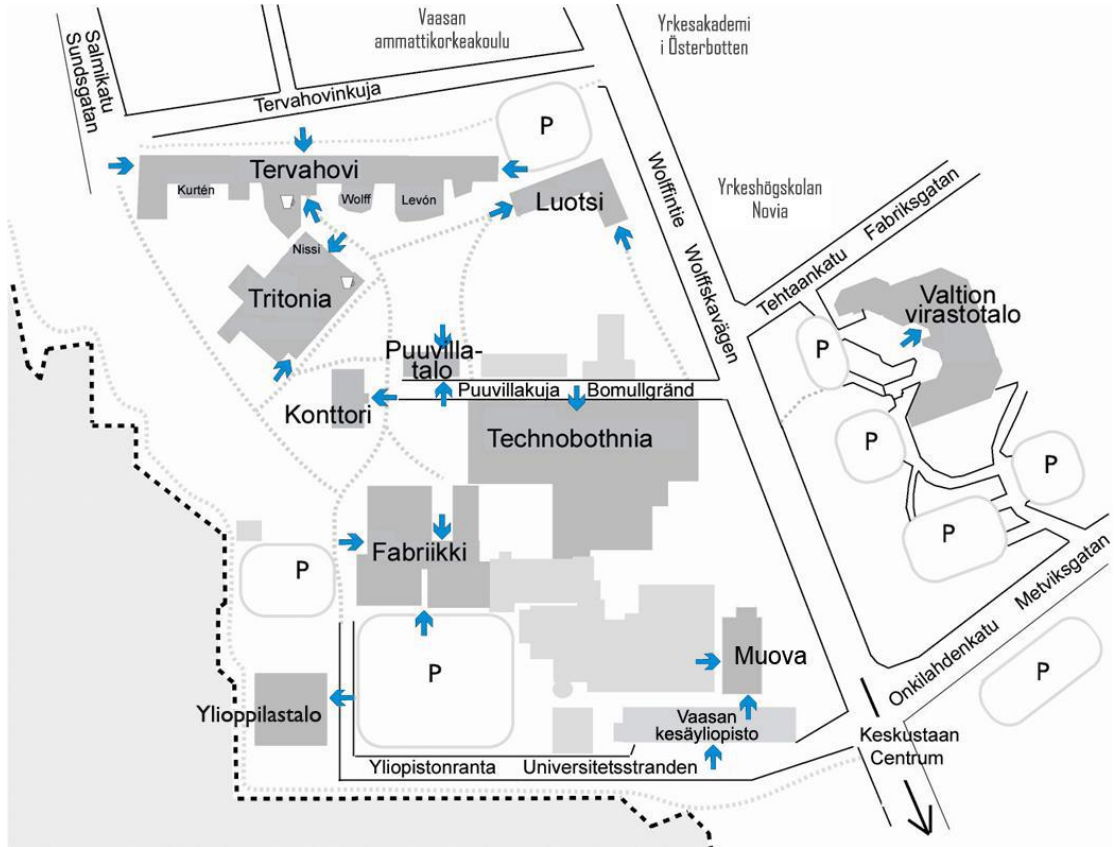 Vaasan
ammattikorkeakoulu
Yrkesakademi
i Österbotten
Salmikatu
Sundsgatan
Tervahovinkuja
P
Tervahovi
Kurtén
Wolff
Levón
Luotsi
Wolffintie
Wolffskavägen
Yrkeshögskolan
Novia
Tehtaankatu
Fabriksgatan
Nissi
Tritonia
Valtion
virastotalo
P
Puuvilla-
talo
Puuvillakuja
Bomullgränd
Konttori
Technobothnia
P
P
P
Fabriikki
P
Onkilahdenkatu
Metviksgatan
P
P
Muova
Ylioppilastalo
Vaasan
kesäyliopisto
Keskustaan
Centrum
Yliopistonranta
Universitetsstranden